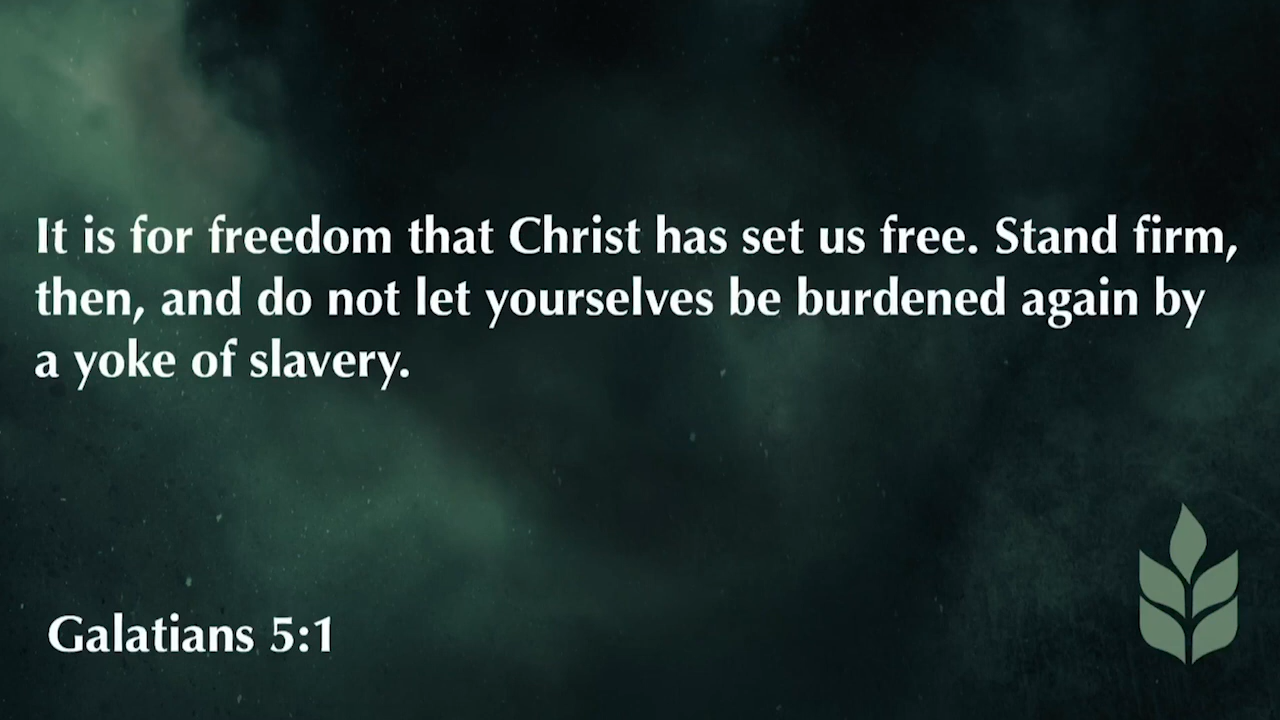 It is for freedom that Christ has set us free. Stand firm,
then, and do not let yourselves be burdened again by
a yoke of slavery.
Galatians 5:1